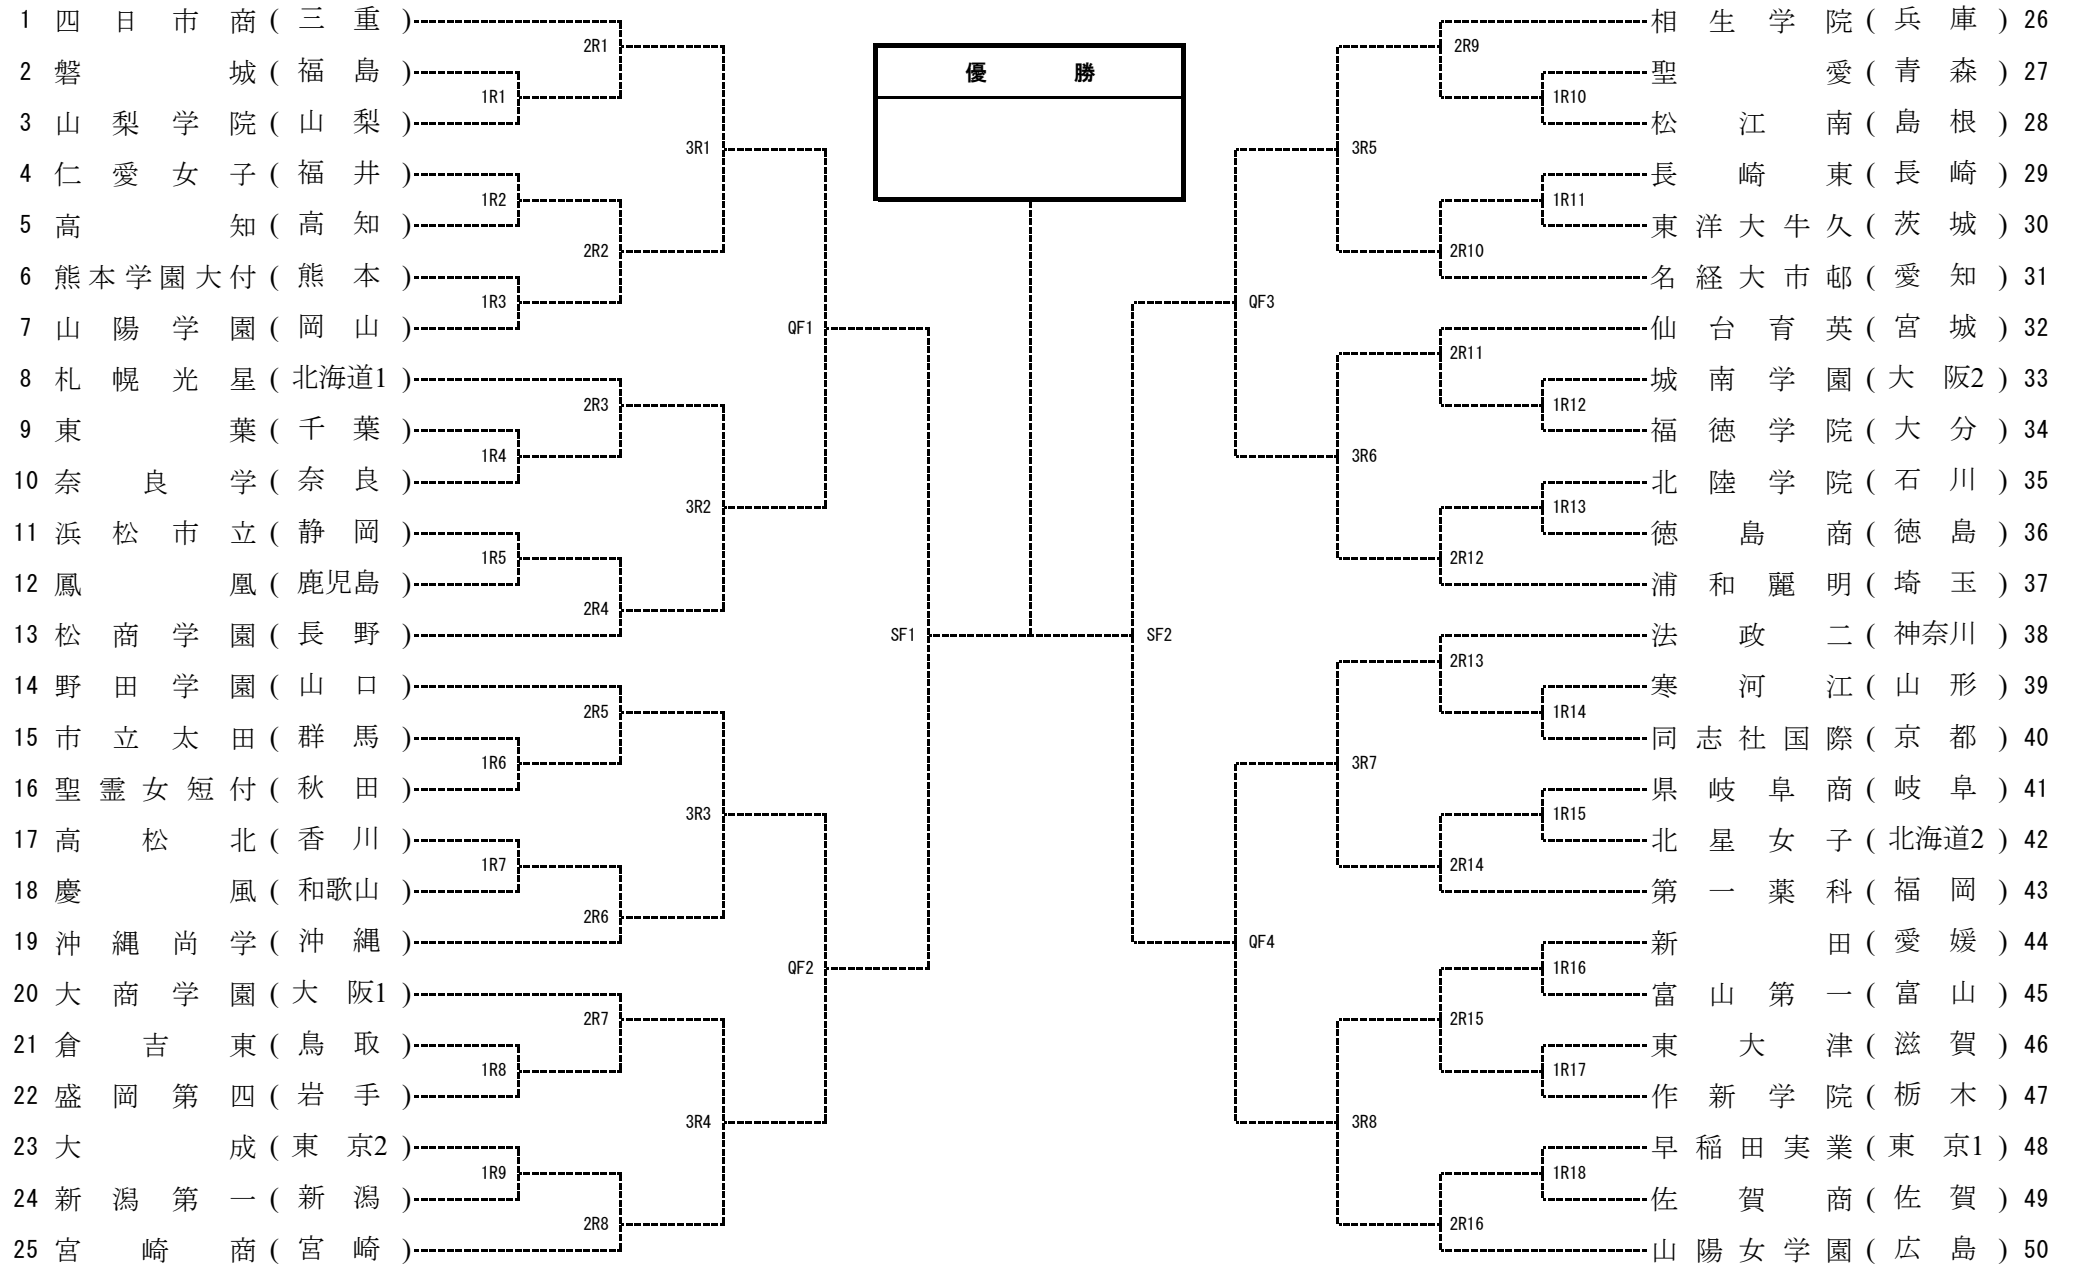 1 四日市商 ( 三重 )
2R1
2 磐城 ( 福島 )
1R1
3 山梨学院 ( 山梨 )
3R1
4 仁愛女子 ( 福井 )
1R2
5 高知 ( 高知 )
2R2
6 熊本学園大付 ( 熊本 )
1R3
7 山陽学園 ( 岡山 )
QF1
8 札幌光星 ( 北海道1 )
2R3
9 東葉 ( 千葉 )
1R4
10 奈良学 ( 奈良 )
3R2
11 浜松市立 ( 静岡 )
1R5
12 鳳凰 ( 鹿児島 )
2R4
13 松商学園 ( 長野 )
SF1
14 野田学園 ( 山口 )
2R5
15 市立太田 ( 群馬 )
1R6
16 聖霊女短付 ( 秋田 )
3R3
17 高松北 ( 香川 )
1R7
18 慶風 ( 和歌山 )
2R6
19 沖縄尚学 ( 沖縄 )
QF2
20 大商学園 ( 大阪1 )
2R7
21 倉吉東 ( 鳥取 )
1R8
22 盛岡第四 ( 岩手 )
3R4
23 大成 ( 東京2 )
1R9
24 新潟第一 ( 新潟 )
2R8
25 宮崎商 ( 宮崎 )
優勝
相生学院 ( 兵庫 ) 26
2R9
聖愛 ( 青森 ) 27
1R10
松江南 ( 島根 ) 28
3R5
長崎東 ( 長崎 ) 29
1R11
東洋大牛久 ( 茨城 ) 30
2R10
名経大市邨 ( 愛知 ) 31
QF3
仙台育英 ( 宮城 ) 32
2R11
城南学園 ( 大阪2 ) 33
1R12
福徳学院 ( 大分 ) 34
3R6
北陸学院 ( 石川 ) 35
1R13
徳島商 ( 徳島 ) 36
2R12
浦和麗明 ( 埼玉 ) 37
SF2
法政二 ( 神奈川 ) 38
2R13
寒河江 ( 山形 ) 39
1R14
同志社国際 ( 京都 ) 40
3R7
県岐阜商 ( 岐阜 ) 41
1R15
北星女子 ( 北海道2 ) 42
2R14
第一薬科 ( 福岡 ) 43
QF4
新田 ( 愛媛 ) 44
1R16
富山第一 ( 富山 ) 45
2R15
東大津 ( 滋賀 ) 46
1R17
作新学院 ( 栃木 ) 47
3R8
早稲田実業 ( 東京1 ) 48
1R18
佐賀商 ( 佐賀 ) 49
2R16
山陽女学園 ( 広島 ) 50